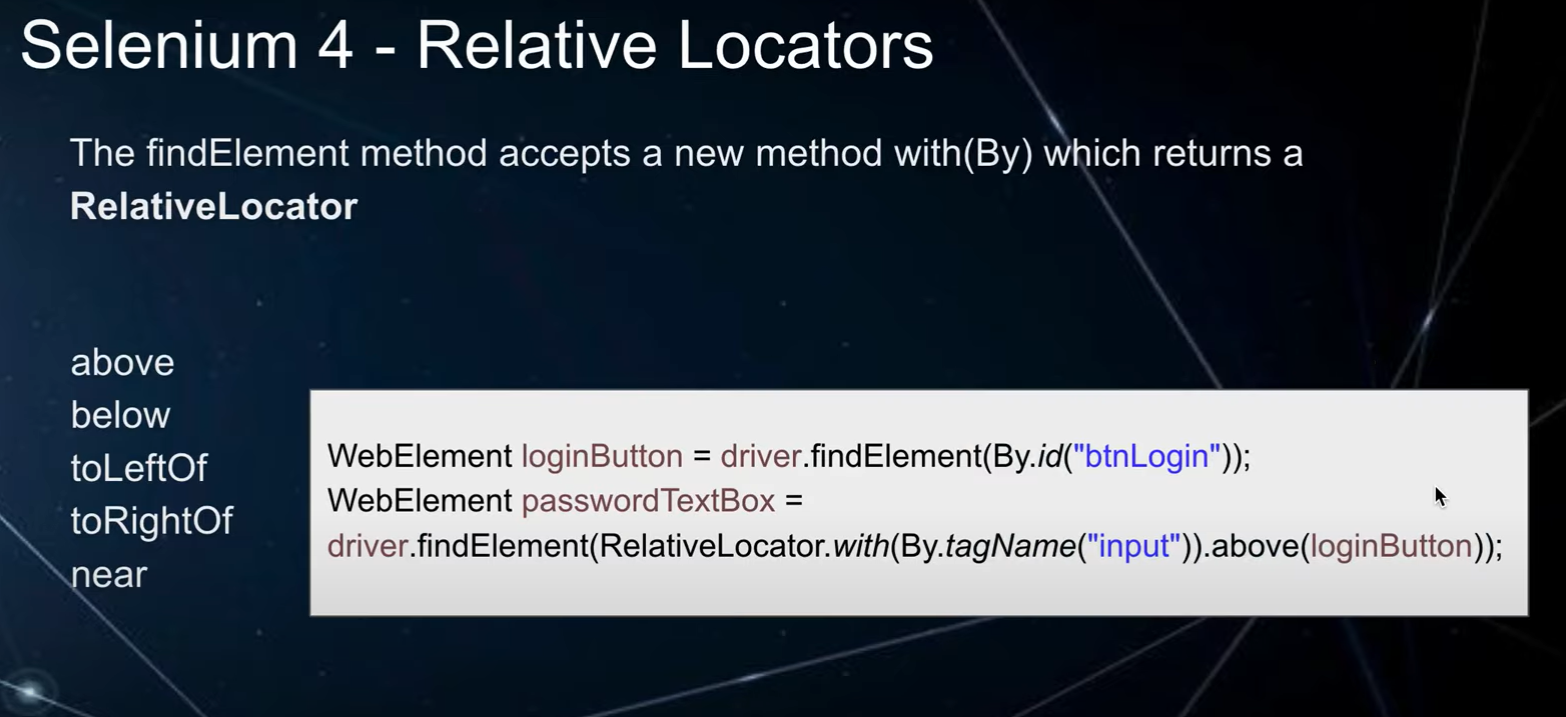 Selenium 4 - Relative Locators
The findElement method accepts a new method with(By) which returns a
RelativeLocator
above
below
toLeftOf
toRightOf
near
WebElement loginButton = driver.findElement(By.id("btnLogin"));
WebElement passwordTextBox =
driver.findElement(RelativeLocator.with(By.tagName("input")).above(loginButton));